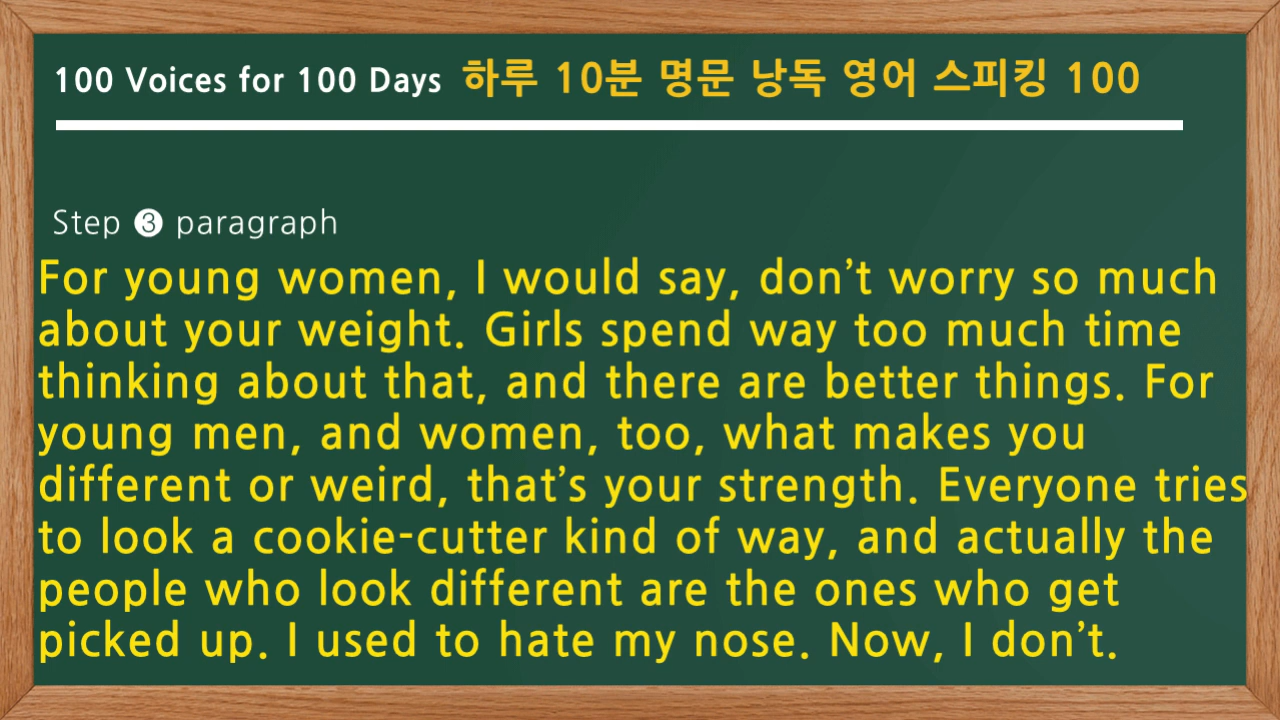 100 Voices for 100 Days 하루 10분 명문 낭독 영어 스피킹 100
Step ❸ paragraph
For young women, I would say, don’t worry so much
about your weight. Girls spend way too much time
thinking about that, and there are better things. For
young men, and women, too, what makes you
different or weird, that’s your strength. Everyone tries
to look a cookie-cutter kind of way, and actually the
people who look different are the ones who get
picked up. I used to hate my nose. Now, I don’t.